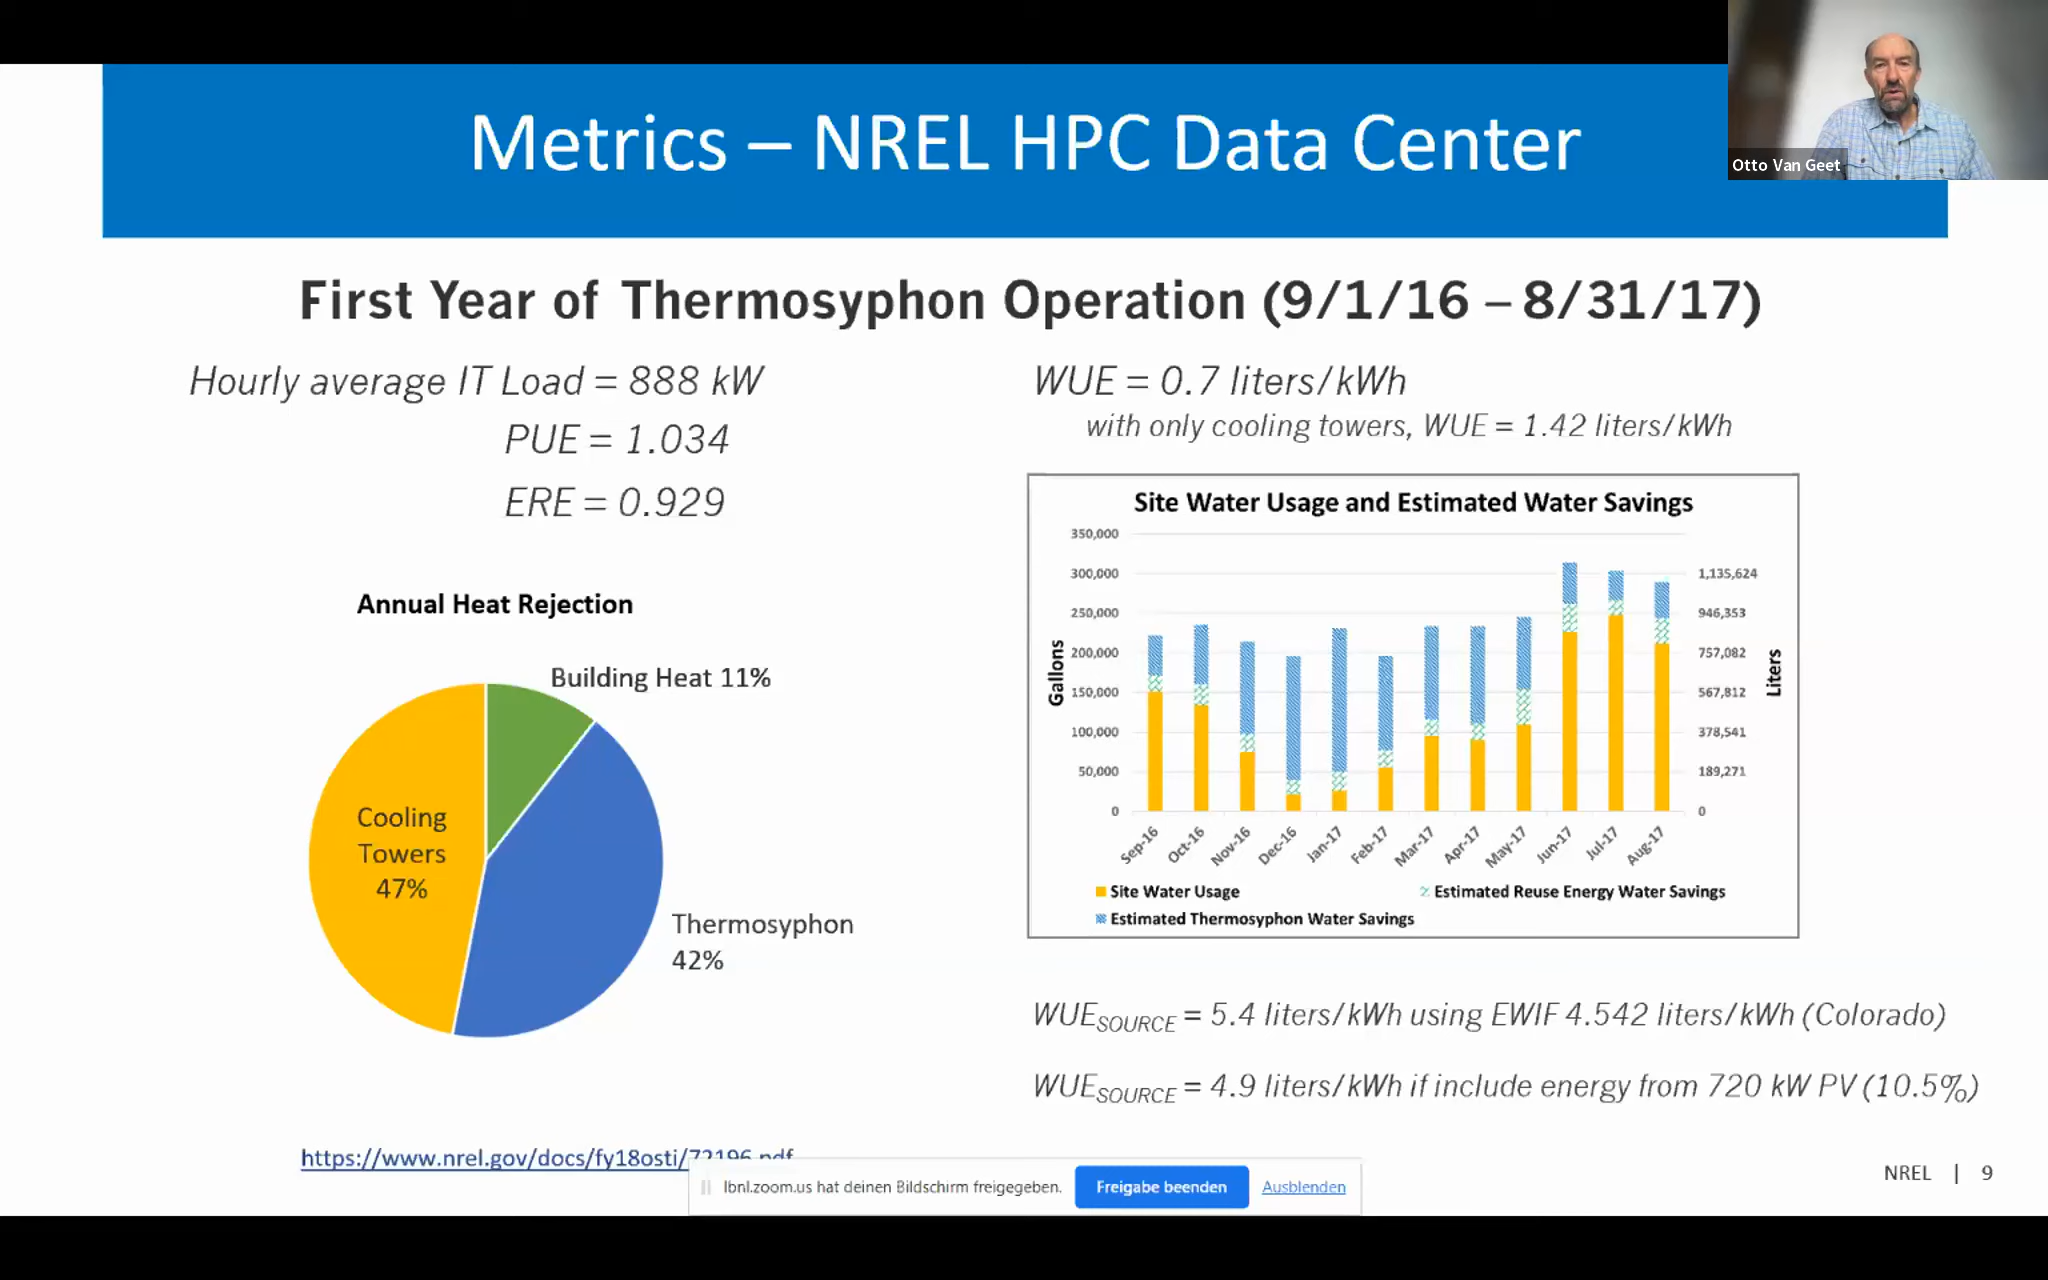 Otto Van Geet
Metrics – NREL HPC Data Center
First Year of Thermosyphon Operation (9/1/16 – 8/31/17)
Hourly average IT Load = 888 kW
PUE = 1.034
ERE = 0.929
WUE = 0.7 liters/kWh
with only cooling towers, WUE = 1.42 liters/kWh
Annual Heat Rejection
Building Heat 11%
Cooling
Towers
47%
Thermosyphon
42%
Site Water Usage and Estimated Water Savings
Gallons
350,000
300,000
250,000
200,000
150,000
100,000
50,000
0
1,135,624
946,353
757,082
567,812
378,541
189,271
0
Liters
Sep-16 Oct-16 Nov-16 Dec-16 Jan-17 Feb-17 Mar-17 Apr-17 May-17 Jun-17 Jul-17 Aug-17
Site Water Usage
Estimated Reuse Energy Water Savings
Estimated Thermosyphon Water Savings
WUESOURCE = 5.4 liters/kWh using EWIF 4.542 liters/kWh (Colorado)
WUESOURCE = 4.9 liters/kWh if include energy from 720 kW PV (10.5%)
https://www.nrel.gov/docs/fy18osti/72196.pdf
NREL | 9
lbnl.zoom.us hat deinen Bildschirm freigegeben.
Freigabe beenden
Ausblenden